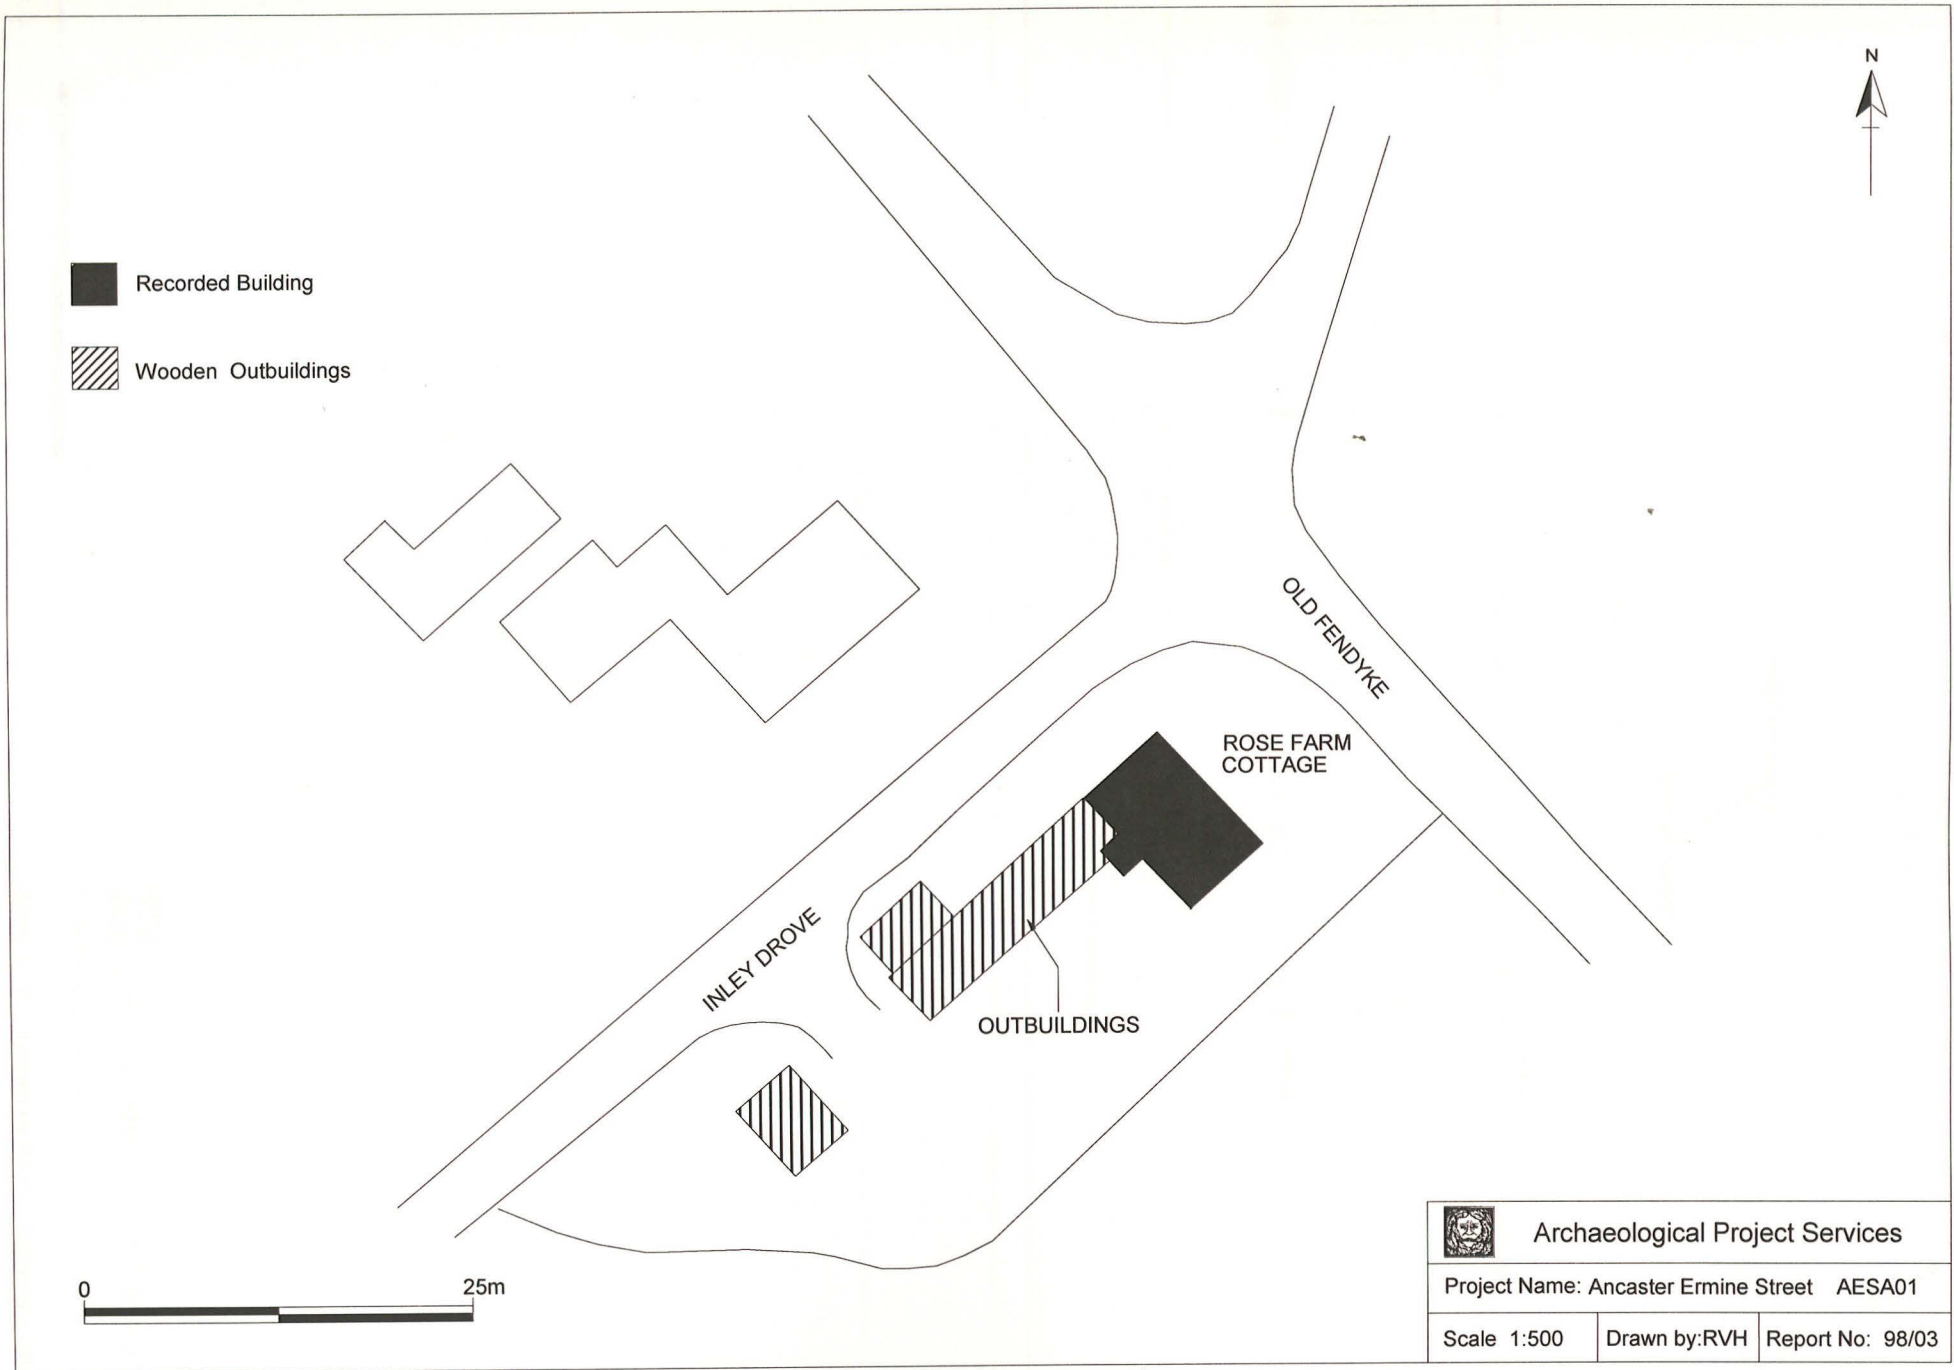 N
Recorded Building
Wooden Outbuildings
OLD FENDYKE
ROSE FARM
COTTAGE
INLEY DROVE
OUTBUILDINGS
0 25m
Archaeological Project Services
Project Name: Ancaster Ermine Street AESA01
Scale 1:500 Drawn by:RVH Report No: 98/03